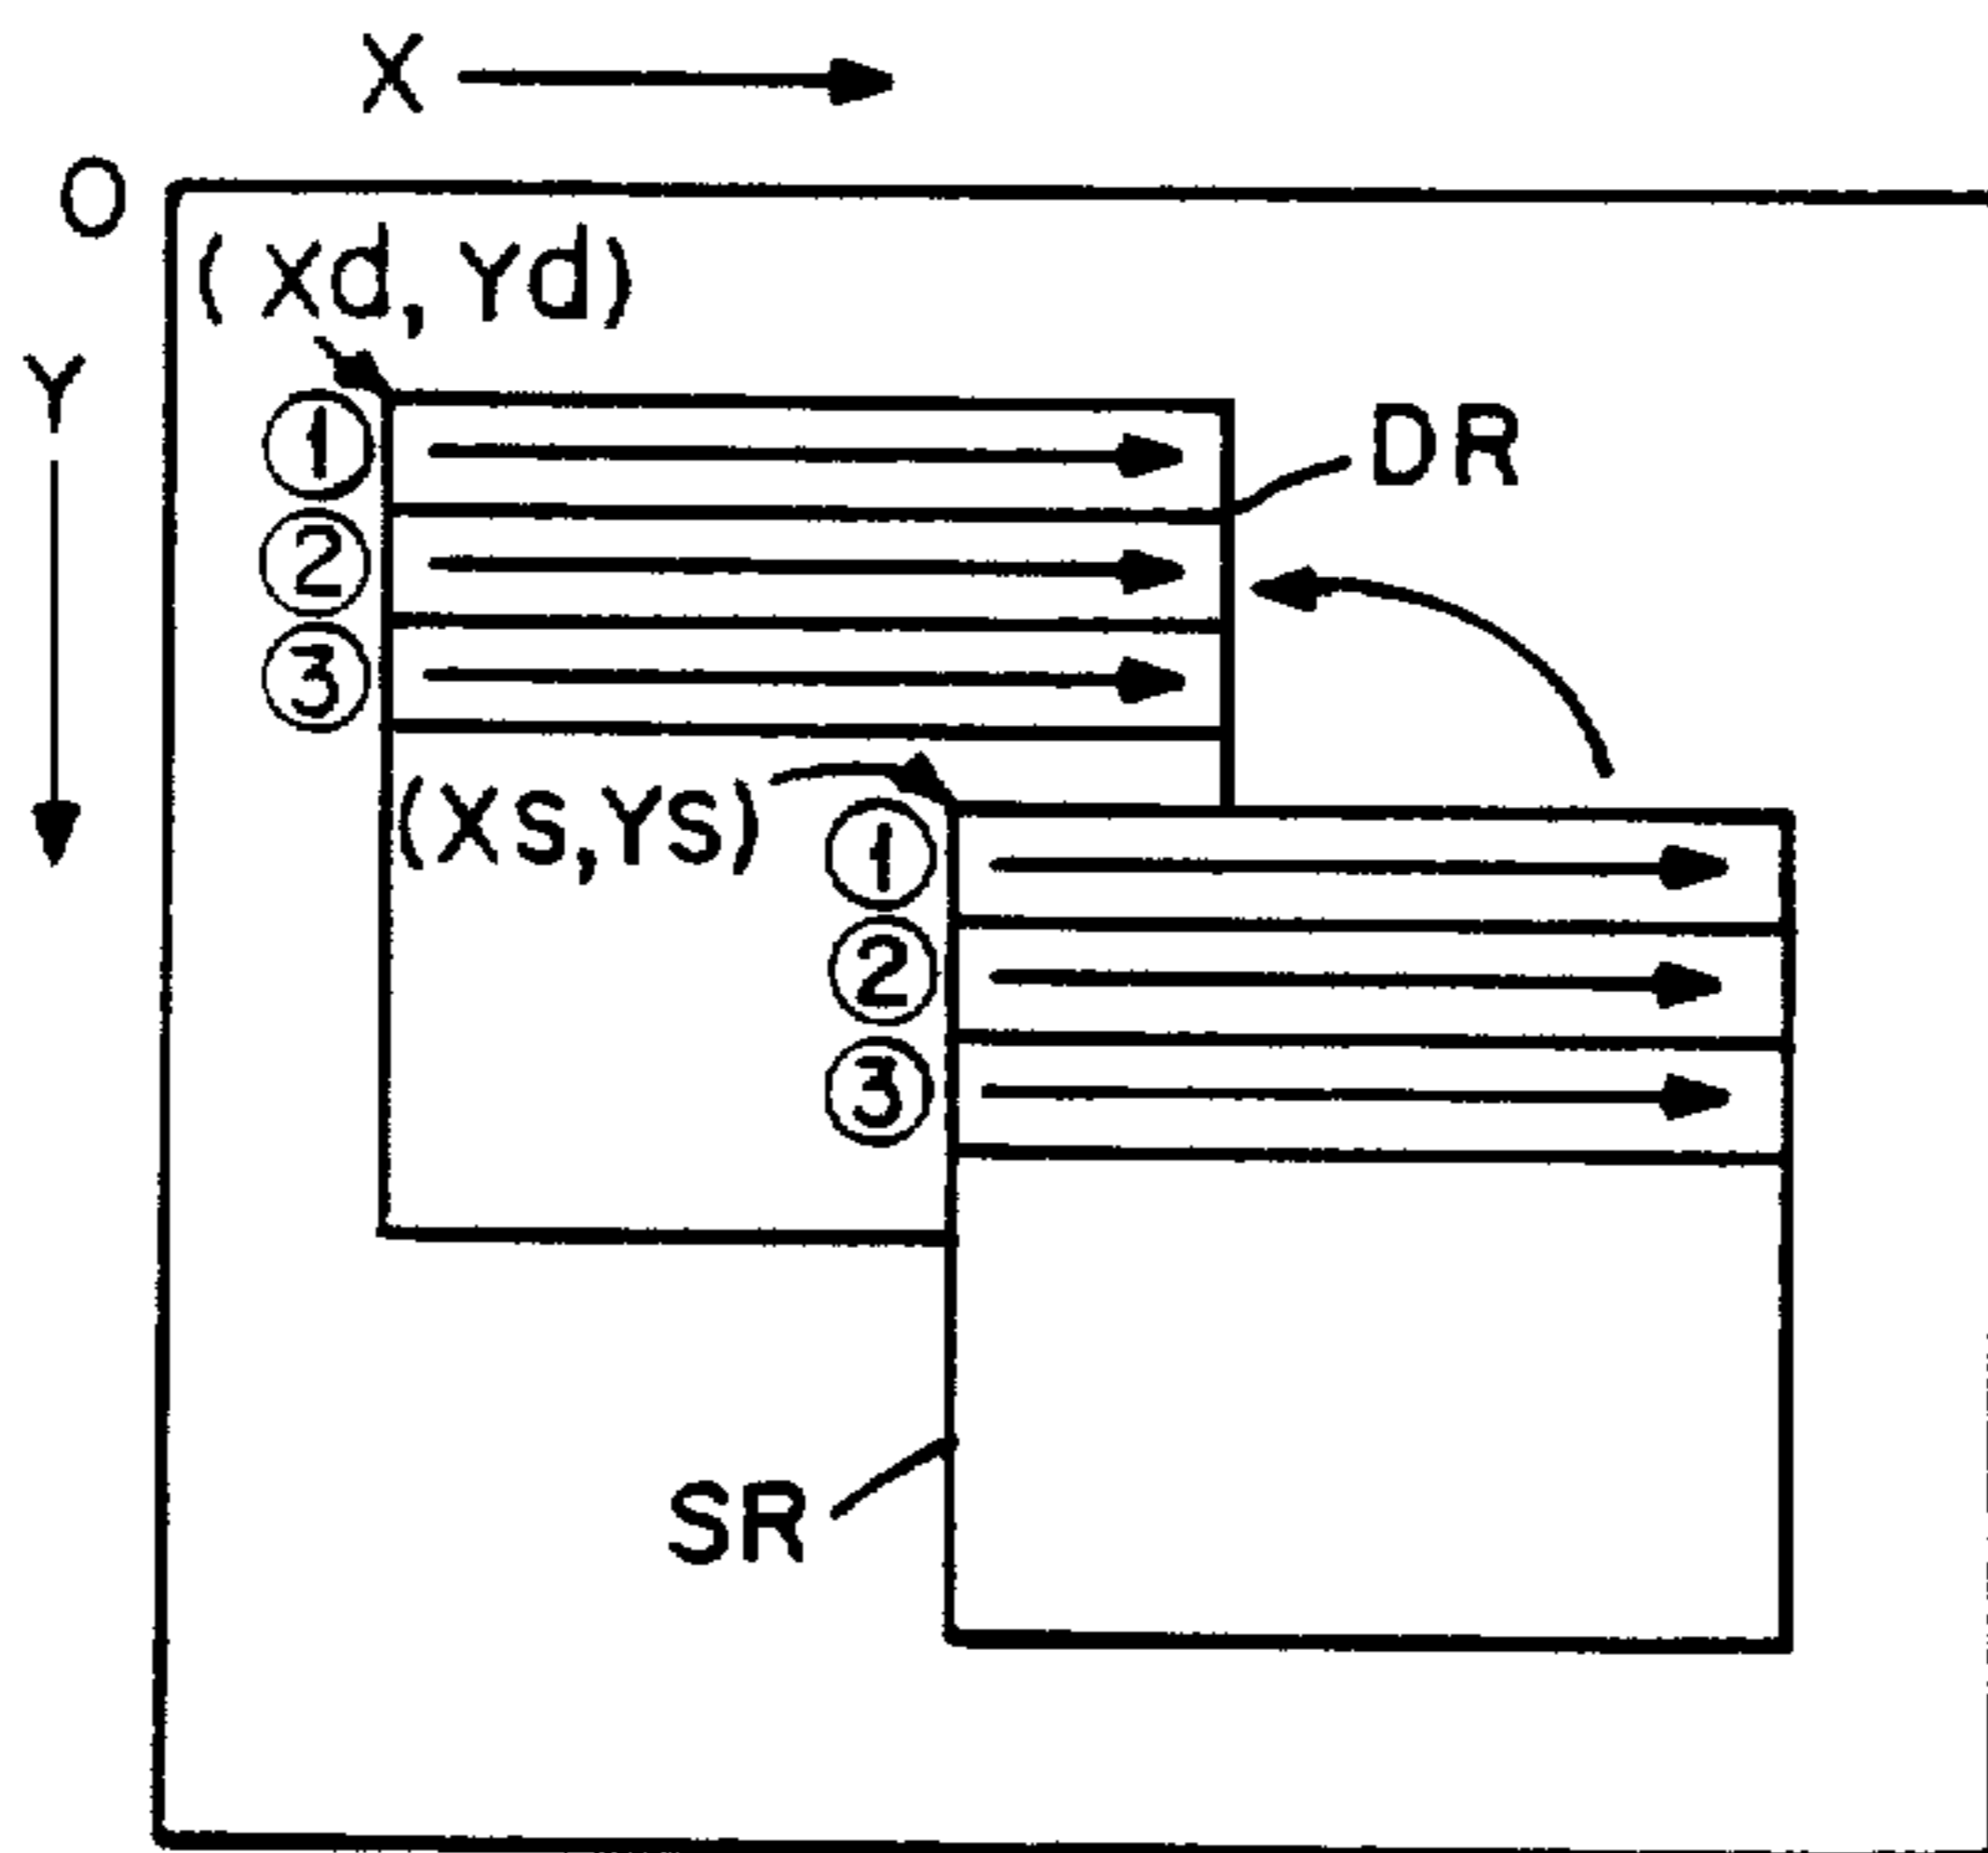 X
O
(Xd,Yd)
Y
①
DR
②
③
(XS,YS)
①
②
③
SR